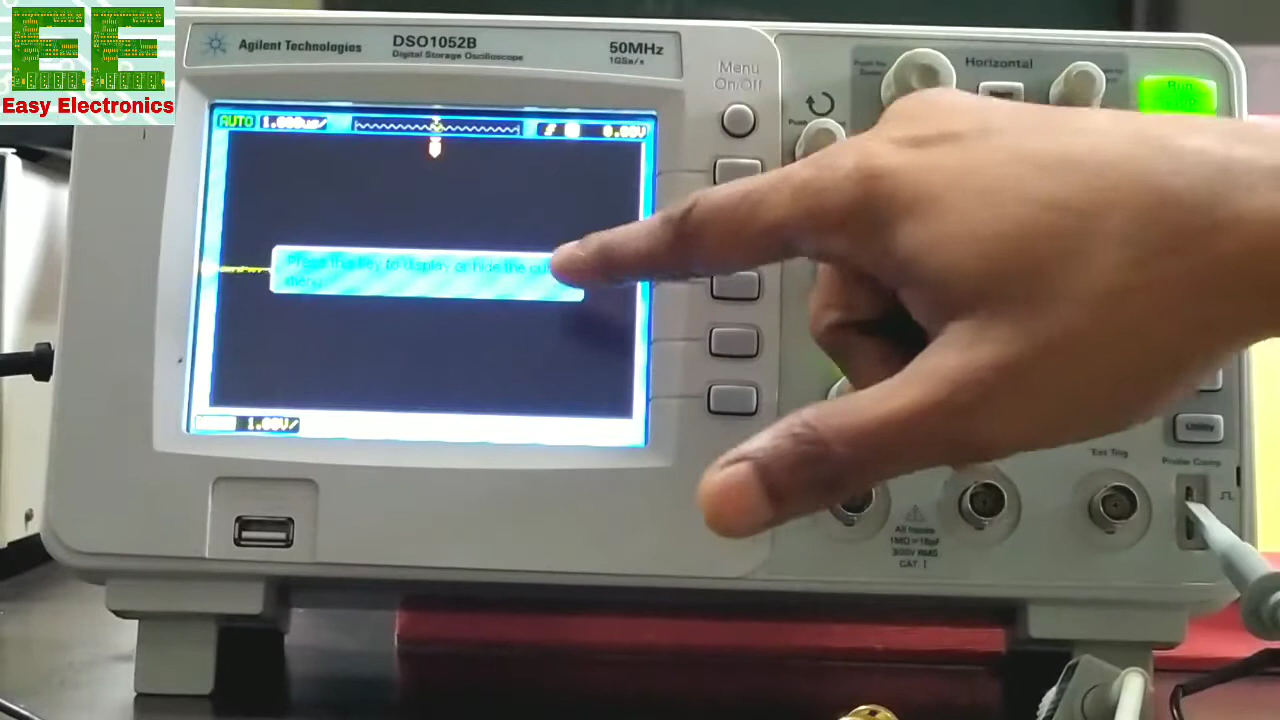 EE
Easy Electronics
Agilent Technologies
DSO1052B
Digital Storage Oscilloscope
50MHz
1GSa/s
Menu
On/Off
Horizontal
Run
AUTO 1.000us/
0.00V
Press this key to display or hide the
menu
1.00V/
Utility
Ext Trig
Probe Comp
All Inputs
1MΩ
300V RMS
CAT. I